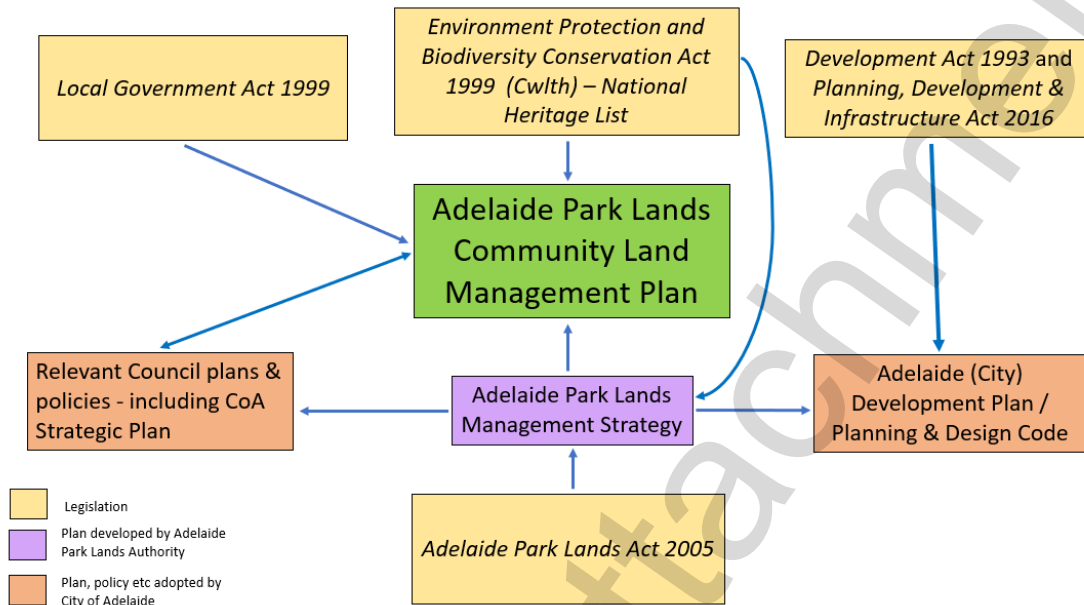 Local Government Act 1999
Environment Protection and
Biodiversity Conservation Act
1999 (Cwlth) – National
Heritage List
Development Act 1993 and
Planning, Development &
Infrastructure Act 2016
Adelaide Park Lands
Community Land
Management Plan
Relevant Council plans &
policies - including CoA
Strategic Plan
Adelaide Park Lands
Management Strategy
Adelaide (City)
Development Plan /
Planning & Design Code
Adelaide Park Lands Act 2005
Legislation
Plan developed by Adelaide
Park Lands Authority
Plan, policy etc adopted by
City of Adelaide